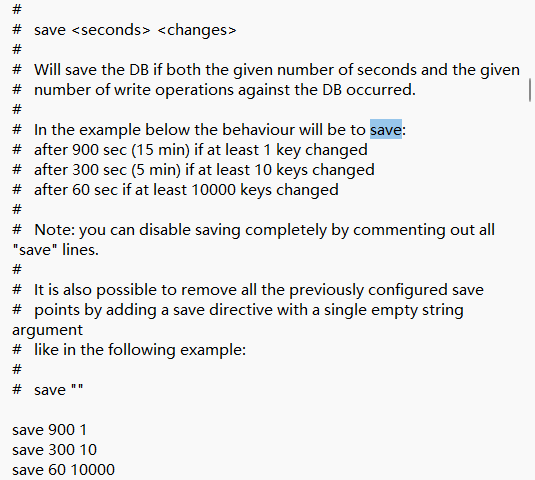 #
#   save <seconds> <changes>
#
#   Will save the DB if both the given number of seconds and the given
#   number of write operations against the DB occurred.
#
#   In the example below the behaviour will be to save:
#   after 900 sec (15 min) if at least 1 key changed
#   after 300 sec (5 min) if at least 10 keys changed
#   after 60 sec if at least 10000 keys changed
#
#   Note: you can disable saving completely by commenting out all
"save" lines.
#
#   It is also possible to remove all the previously configured save
#   points by adding a save directive with a single empty string
argument
#   like in the following example:
#
#   save ""

save 900 1
save 300 10
save 60 10000